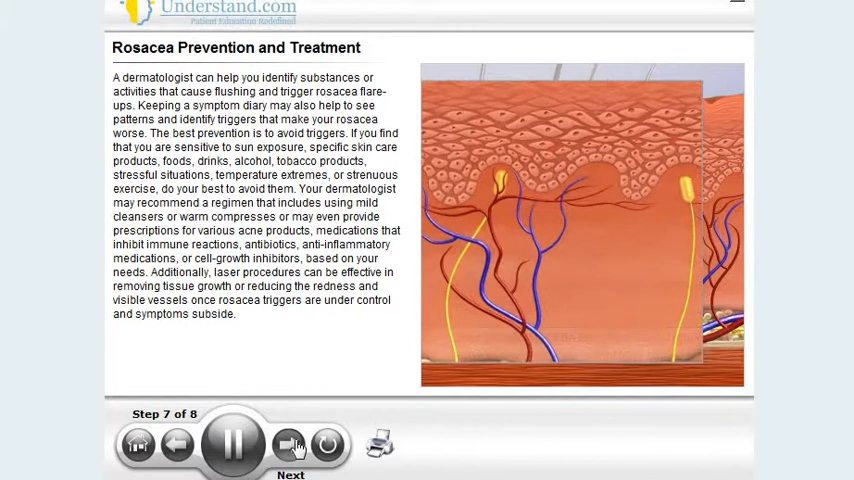 Understand.com
Patient Education Redefined
Rosacea Prevention and Treatment
A dermatologist can help you identify substances or
activities that cause flushing and trigger rosacea flare-
ups. Keeping a symptom diary may also help to see
patterns and identify triggers that make your rosacea
worse. The best prevention is to avoid triggers. If you find
that you are sensitive to sun exposure, specific skin care
products, foods, drinks, alcohol, tobacco products,
stressful situations, temperature extremes, or strenuous
exercise, do your best to avoid them. Your dermatologist
may recommend a regimen that includes using mild
cleansers or warm compresses or may even provide
prescriptions for various acne products, medications that
inhibit immune reactions, antibiotics, anti-inflammatory
medications, or cell-growth inhibitors, based on your
needs. Additionally, laser procedures can be effective in
removing tissue growth or reducing the redness and
visible vessels once rosacea triggers are under control
and symptoms subside.
Step 7 of 8
Next